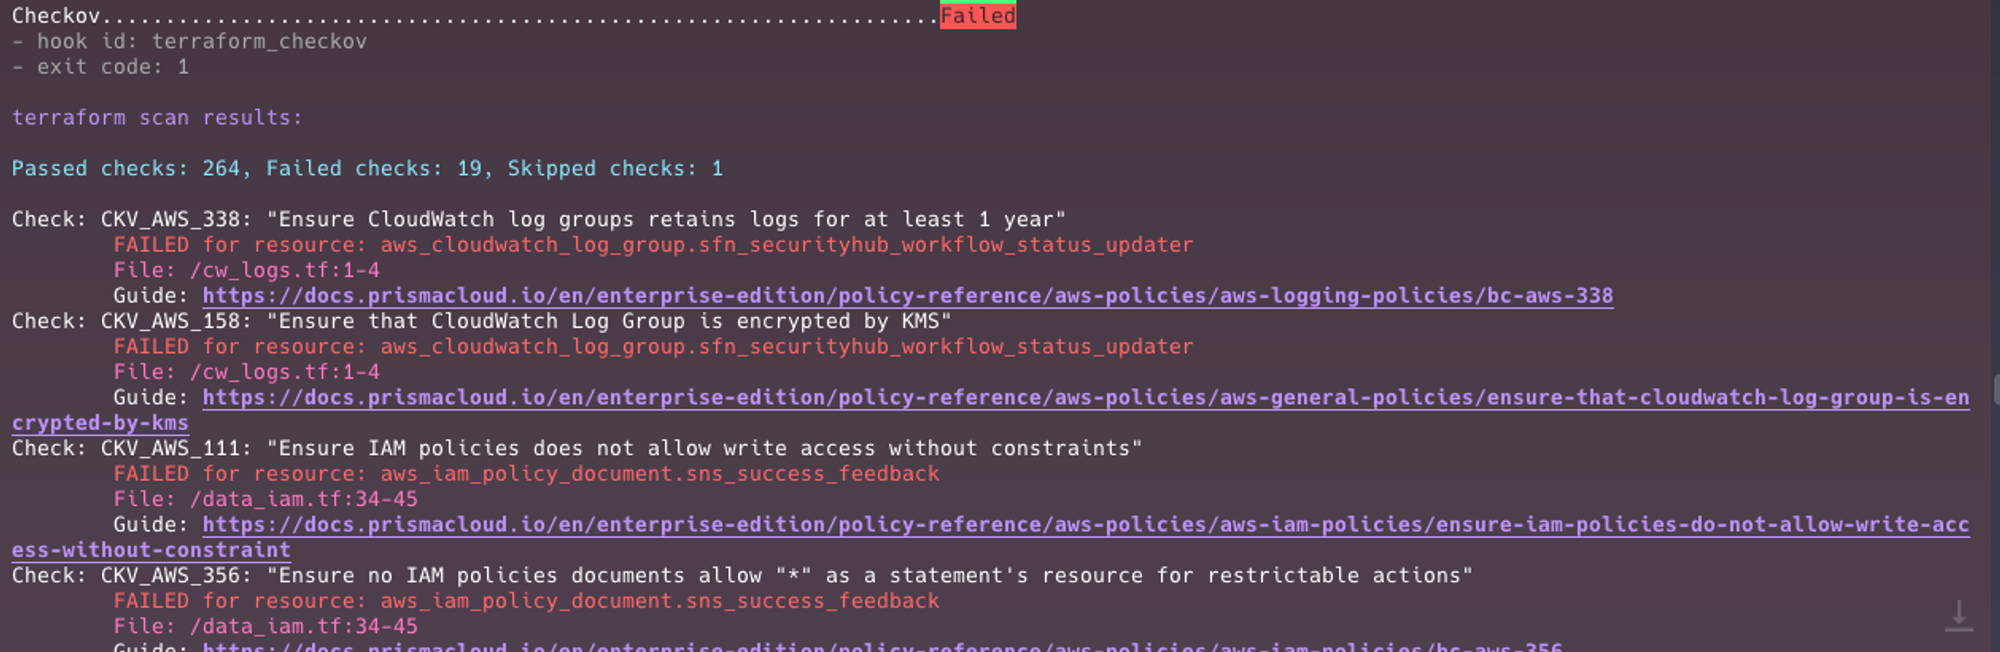 Checkov..................................................................Failed
- hook id: terraform_checkov
- exit code: 1
terraform scan results:
Passed checks: 264, Failed checks: 19, Skipped checks: 1
Check: CKV_AWS_338: "Ensure CloudWatch log groups retains logs for at least 1 year"
FAILED for resource: aws_cloudwatch_log_group.sfn_securityhub_workflow_status_updater
File: /cw_logs.tf:1-4
Guide: https://docs.prismacloud.io/en/enterprise-edition/policy-reference/aws-policies/aws-logging-policies/bc-aws-338
Check: CKV_AWS_158: "Ensure that CloudWatch Log Group is encrypted by KMS"
FAILED for resource: aws_cloudwatch_log_group.sfn_securityhub_workflow_status_updater
File: /cw_logs.tf:1-4
Guide: https://docs.prismacloud.io/en/enterprise-edition/policy-reference/aws-policies/aws-general-policies/ensure-that-cloudwatch-log-group-is-en
crypted-by-kms
Check: CKV_AWS_111: "Ensure IAM policies does not allow write access without constraints"
FAILED for resource: aws_iam_policy_document.sns_success_feedback
File: /data_iam.tf:34-45
Guide: https://docs.prismacloud.io/en/enterprise-edition/policy-reference/aws-policies/aws-iam-policies/ensure-iam-policies-do-not-allow-write-acc
ess-without-constraint
Check: CKV_AWS_356: "Ensure no IAM policies documents allow "*" as a statement's resource for restrictable actions"
FAILED for resource: aws_iam_policy_document.sns_success_feedback
File: /data_iam.tf:34-45
Guide: https://docs.prismacloud.io/en/enterprise-edition/policy-reference/aws-policies/aws-iam-policies/bc-aws-356